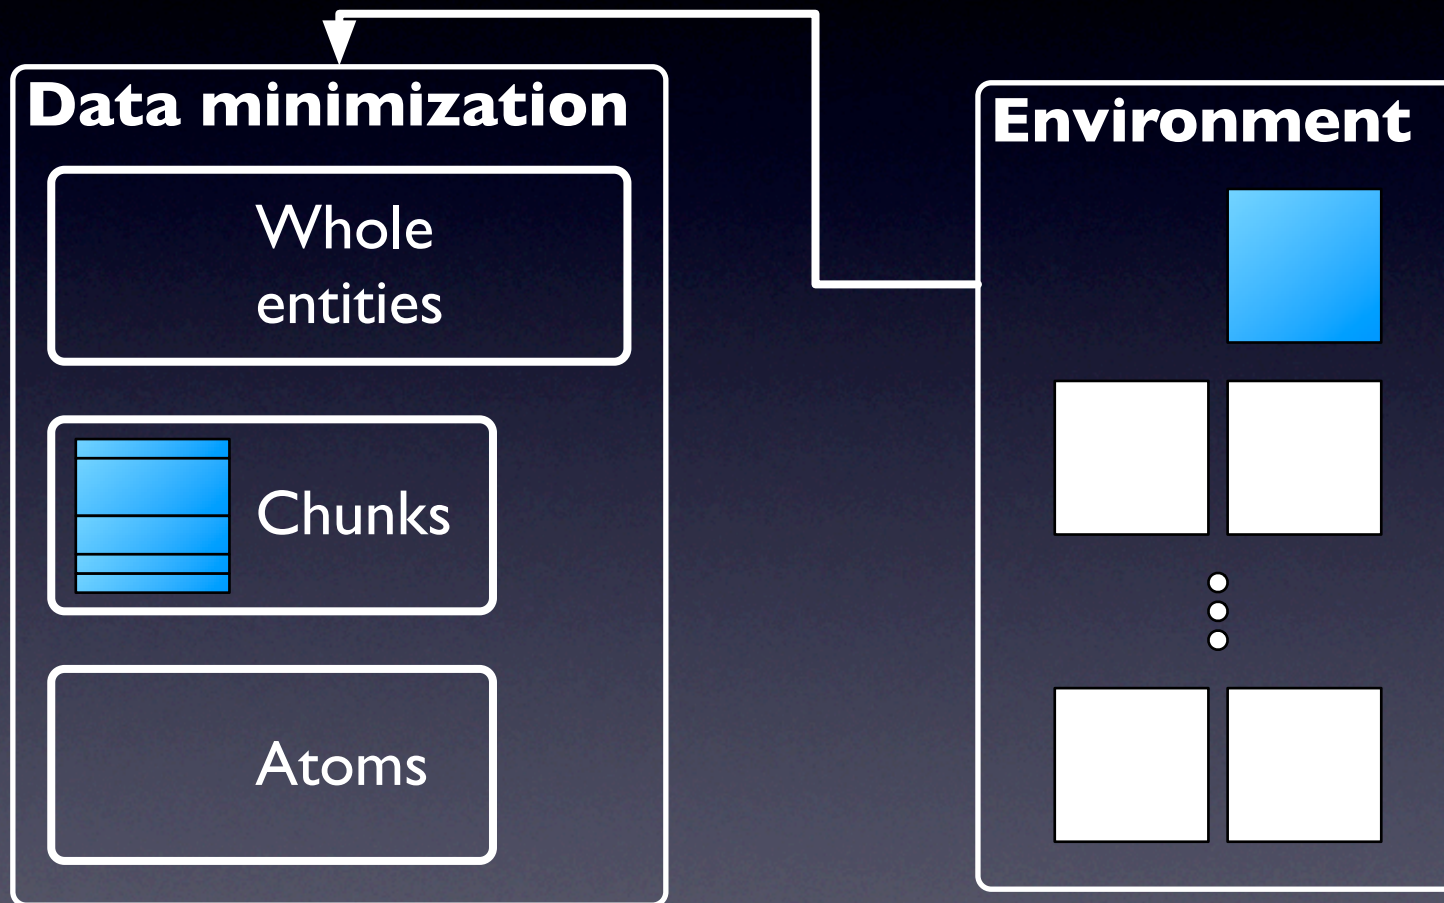 Data minimization
Whole
entities
Chunks
Atoms
Environment